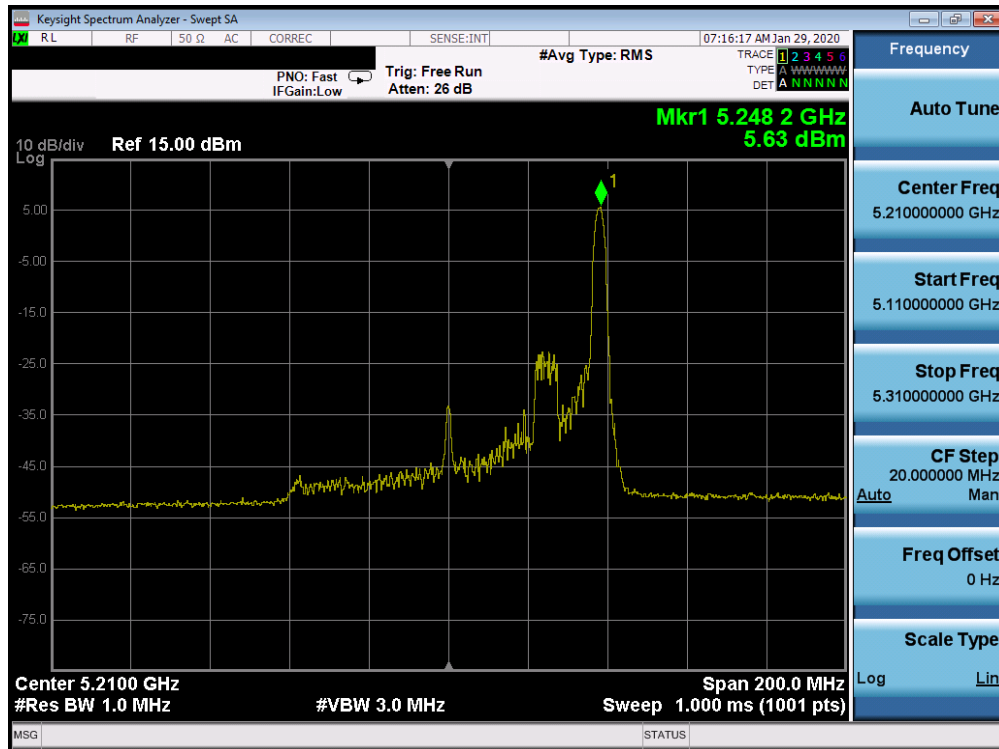 Keysight Spectrum Analyzer - Swept SA
LXI RL RF 50 Ω AC CORREC SENSE:INT 07:16:17 AM Jan 29, 2020
PNO: Fast
IFGain:Low
Trig: Free Run
Atten: 26 dB
#Avg Type: RMS
TRACE 1 2 3 4 5 6
TYPE A WWWWW
DET A N N N N N
Mkr1 5.248 2 GHz
5.63 dBm
10 dB/div
Log
Ref 15.00 dBm
1
5.00
-5.00
-15.0
-25.0
-35.0
-45.0
-55.0
-65.0
-75.0
Center 5.2100 GHz
Span 200.0 MHz
#Res BW 1.0 MHz
#VBW 3.0 MHz
Sweep 1.000 ms (1001 pts)
MSG
STATUS
Frequency
Auto Tune
Center Freq
5.210000000 GHz
Start Freq
5.110000000 GHz
Stop Freq
5.310000000 GHz
CF Step
20.000000 MHz
Auto Man
Freq Offset
0 Hz
Scale Type
Log Lin